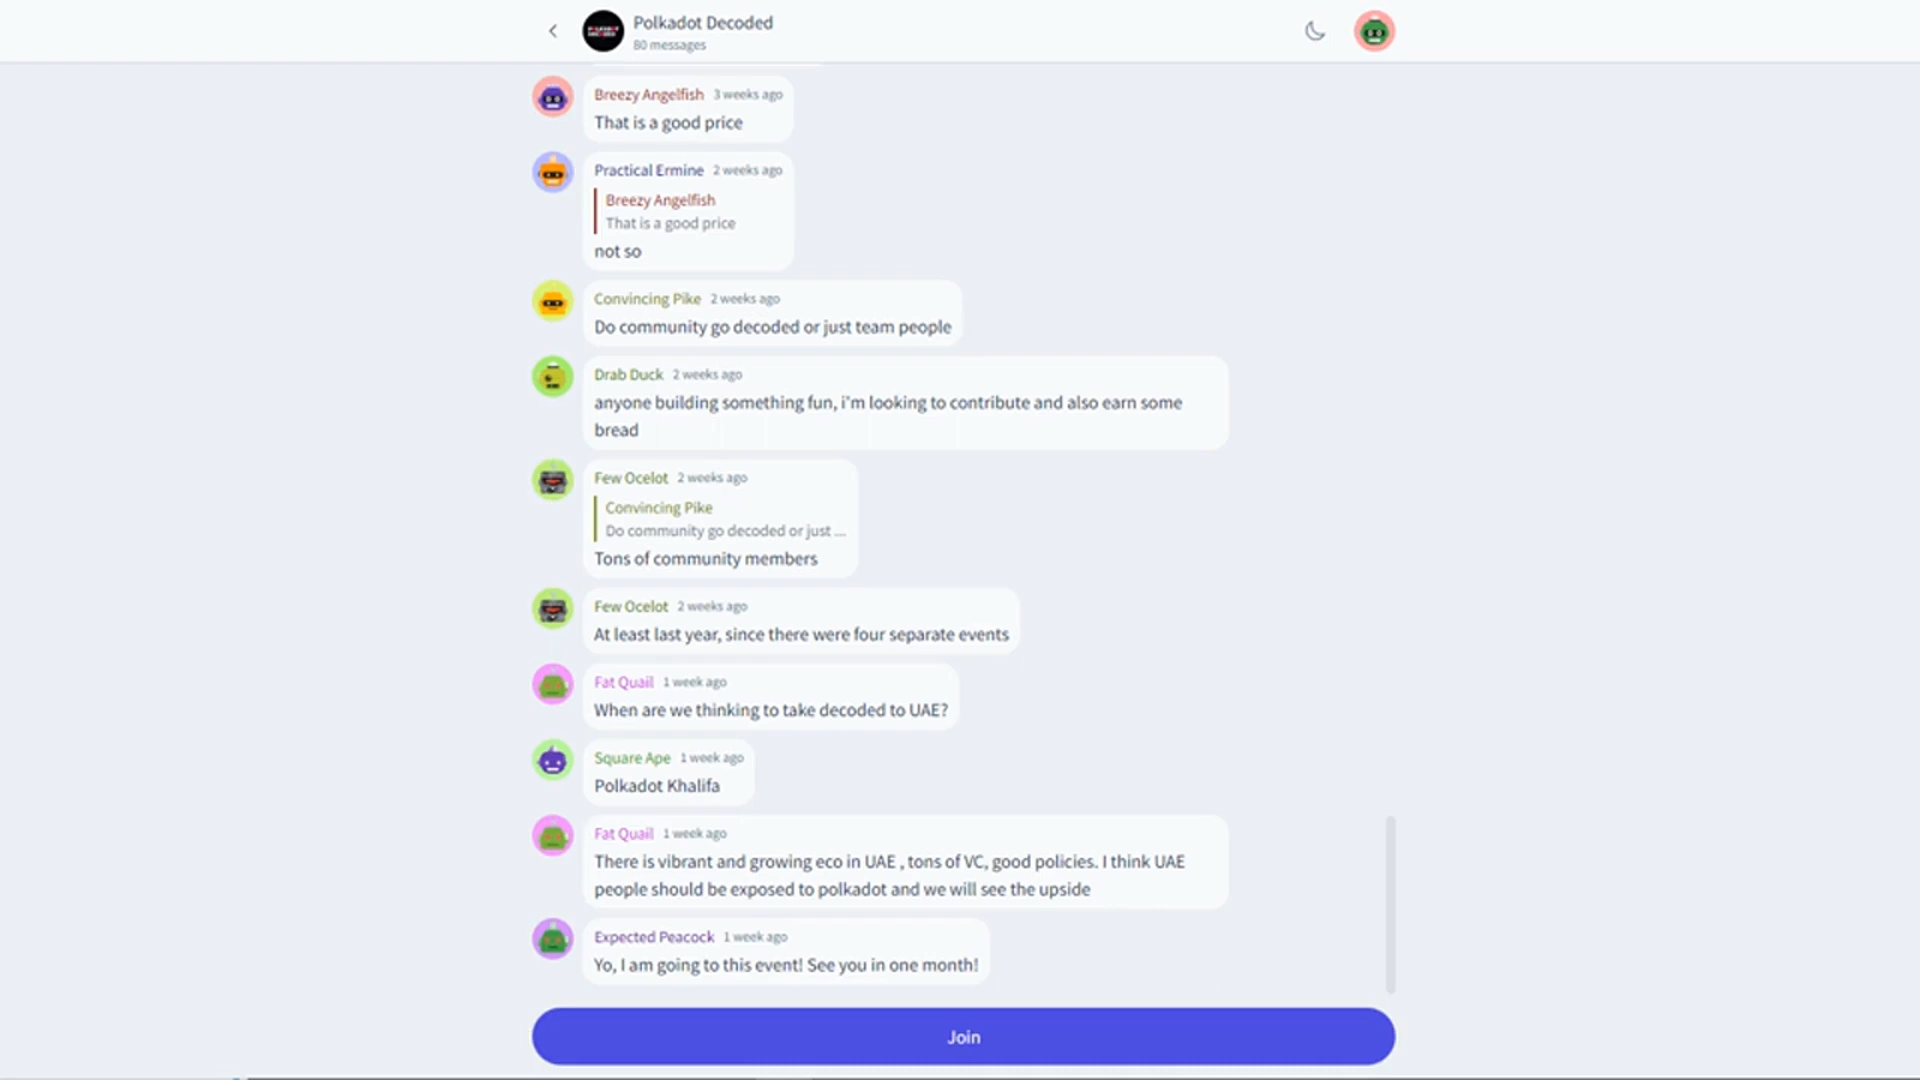 Polkadot Decoded
80 messages
Breezy Angelfish 3 weeks ago
That is a good price
Practical Ermine 2 weeks ago
Breezy Angelfish
That is a good price
not so
Convincing Pike 2 weeks ago
Do community go decoded or just team people
Drab Duck 2 weeks ago
anyone building something fun, i'm looking to contribute and also earn some
bread
Few Ocelot 2 weeks ago
Convincing Pike
Do community go decoded or just ...
Tons of community members
Few Ocelot 2 weeks ago
At least last year, since there were four separate events
Fat Quail 1 week ago
When are we thinking to take decoded to UAE?
Square Ape 1 week ago
Polkadot Khalifa
Fat Quail 1 week ago
There is vibrant and growing eco in UAE , tons of VC, good policies. I think UAE
people should be exposed to polkadot and we will see the upside
Expected Peacock 1 week ago
Yo, I am going to this event! See you in one month!
Join